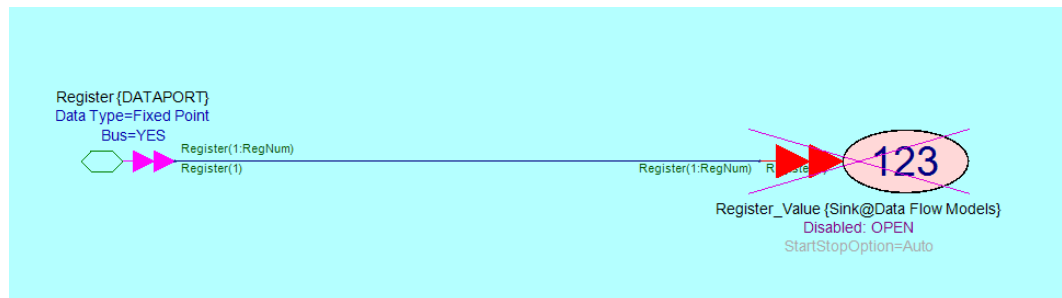 Register {DATAPORT}
Data Type=Fixed Point
Bus=YES
Register(1:RegNum)
Register(1)
Register(1:RegNum)
123
Register_Value {Sink@Data Flow Models}
Disabled: OPEN
StartStopOption=Auto